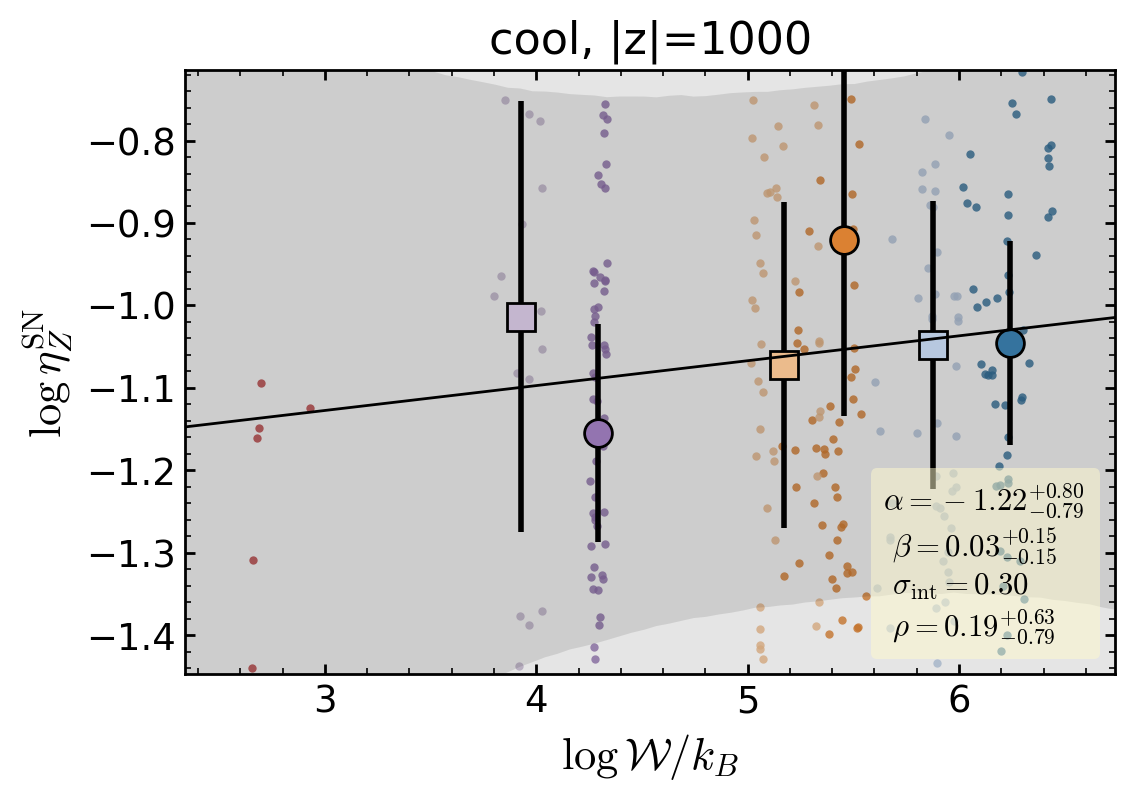 cool, |z|=1000
log η_Z^SN
−0.8
−0.9
−1.0
−1.1
−1.2
−1.3
−1.4
α = − 1.22^{+0.80}_{−0.79}
β = 0.03^{+0.15}_{−0.15}
σ_int = 0.30
ρ = 0.19^{+0.63}_{−0.79}
3 4 5 6
log 𝒲/k_B